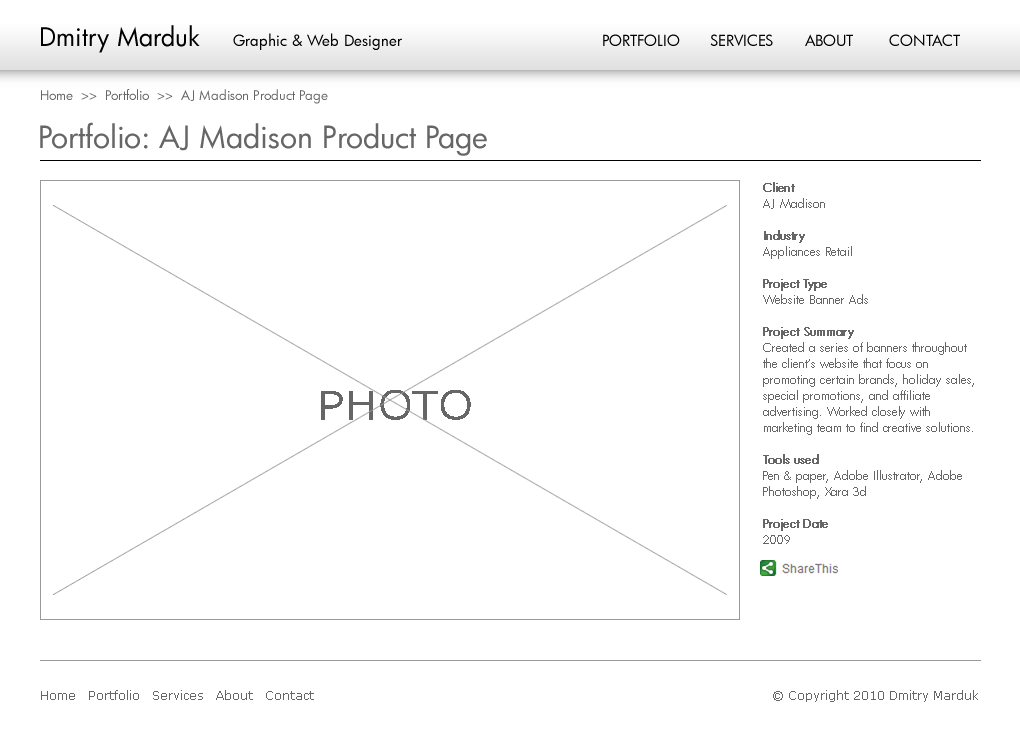 Dmitry Marduk Graphic & Web Designer PORTFOLIO SERVICES ABOUT CONTACT
Home >> Portfolio >> AJ Madison Product Page
Portfolio: AJ Madison Product Page
PHOTO
Client
AJ Madison
Industry
Appliances Retail
Project Type
Website Banner Ads
Project Summary
Created a series of banners throughout
the client's website that focus on
promoting certain brands, holiday sales,
special promotions, and affiliate
advertising. Worked closely with
marketing team to find creative solutions.
Tools used
Pen & paper, Adobe Illustrator, Adobe
Photoshop, Xara 3d
Project Date
2009
ShareThis
Home Portfolio Services About Contact © Copyright 2010 Dmitry Marduk